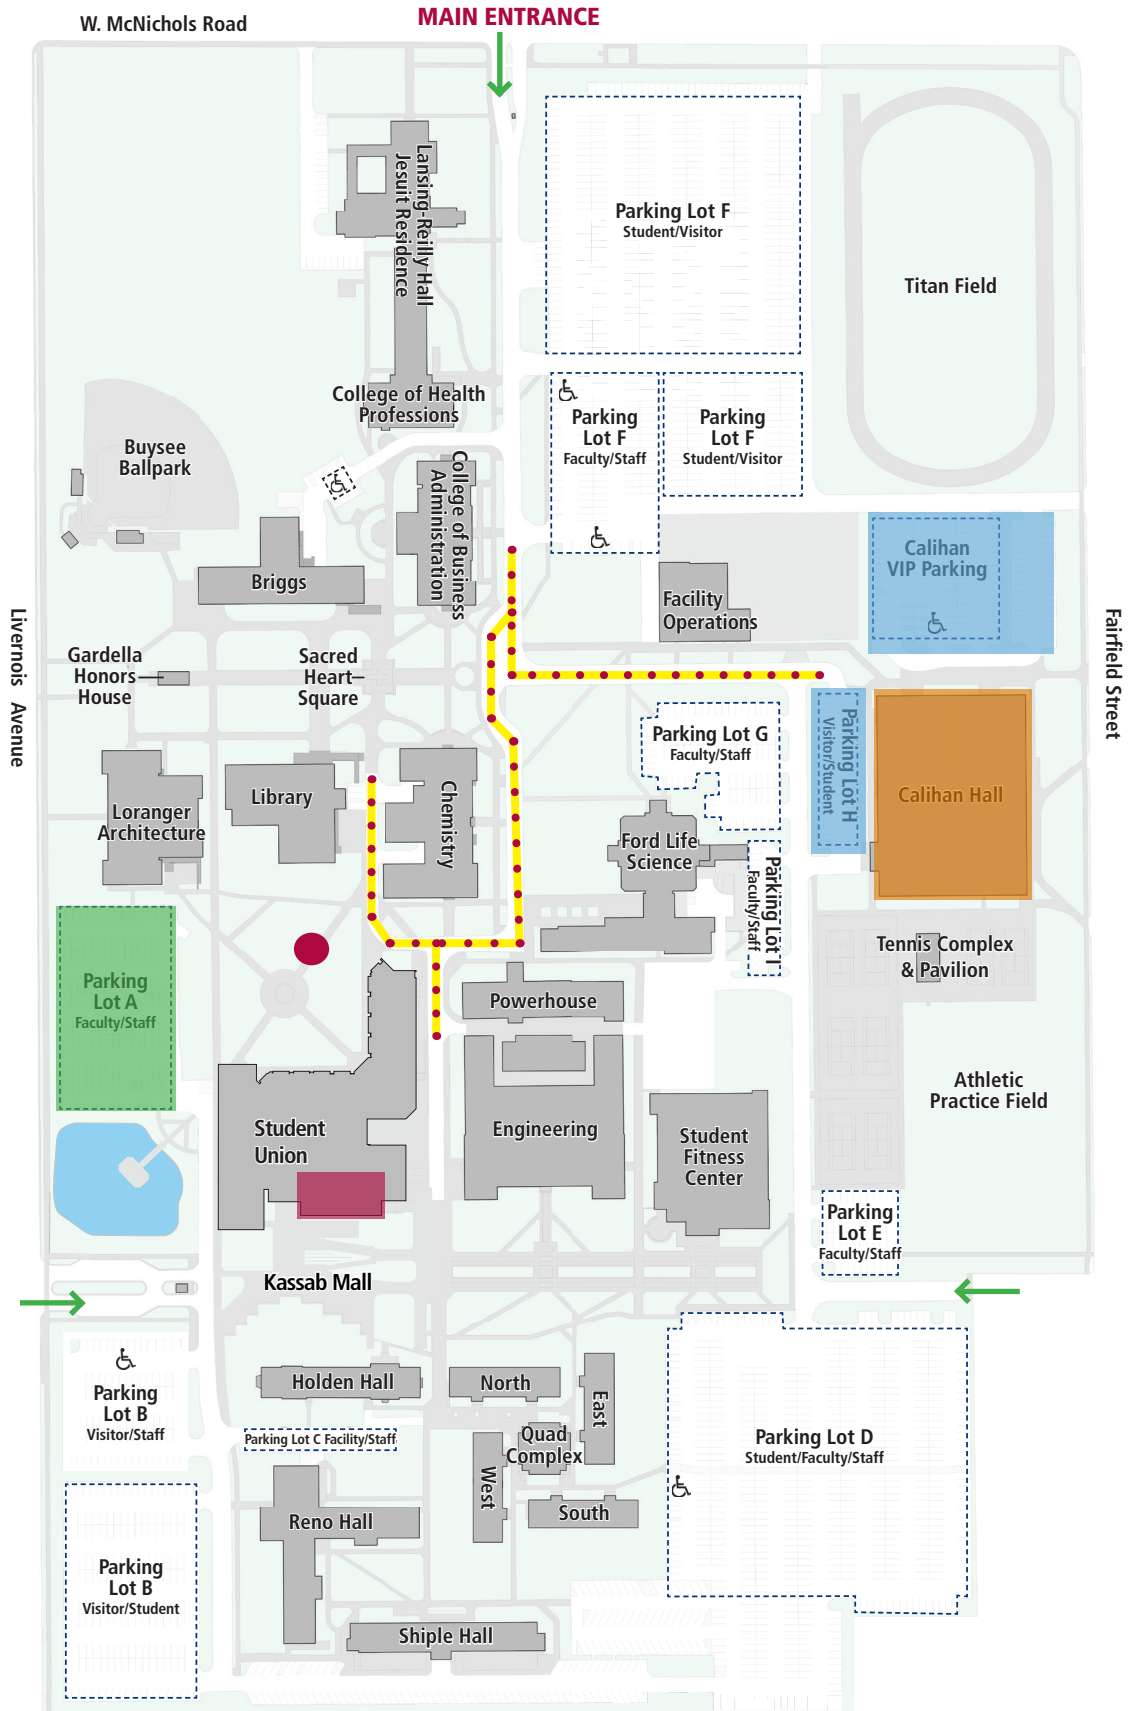 MAIN ENTRANCE
W. McNichols Road
Lansing-Reilly Hall
Jesuit Residence
Parking Lot F
Student/Visitor
Titan Field
College of Health
Professions
Parking
Lot F
Faculty/Staff
Parking
Lot F
Student/Visitor
Buysee
Ballpark
College of Business
Administration
Briggs
Calihan
VIP Parking
Facility
Operations
Livernois Avenue
Fairfield Street
Gardella
Honors
House
Sacred
Heart
Square
Parking Lot G
Faculty/Staff
Parking Lot H
Visitor/Student
Calihan Hall
Loranger
Architecture
Library
Chemistry
Ford Life
Science
Parking Lot I
Faculty/Staff
Tennis Complex
& Pavilion
Parking
Lot A
Faculty/Staff
Powerhouse
Athletic
Practice Field
Student
Union
Engineering
Student
Fitness
Center
Parking
Lot E
Faculty/Staff
Kassab Mall
Parking
Lot B
Visitor/Staff
Holden Hall
North
East
Parking Lot C Facility/Staff
Quad
Complex
Parking Lot D
Student/Faculty/Staff
West
South
Reno Hall
Parking
Lot B
Visitor/Student
Shiple Hall